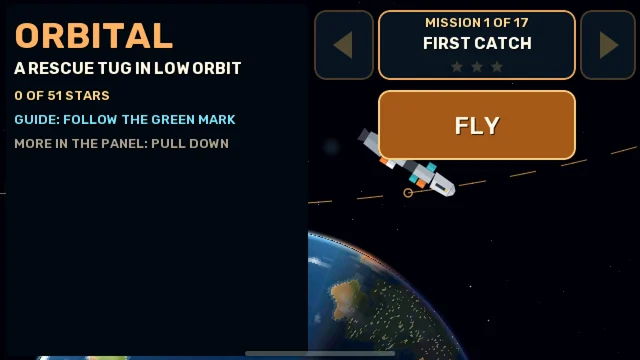 ORBITAL
A RESCUE TUG IN LOW ORBIT
0 OF 51 STARS
GUIDE: FOLLOW THE GREEN MARK
MORE IN THE PANEL: PULL DOWN
MISSION 1 OF 17
FIRST CATCH
FLY